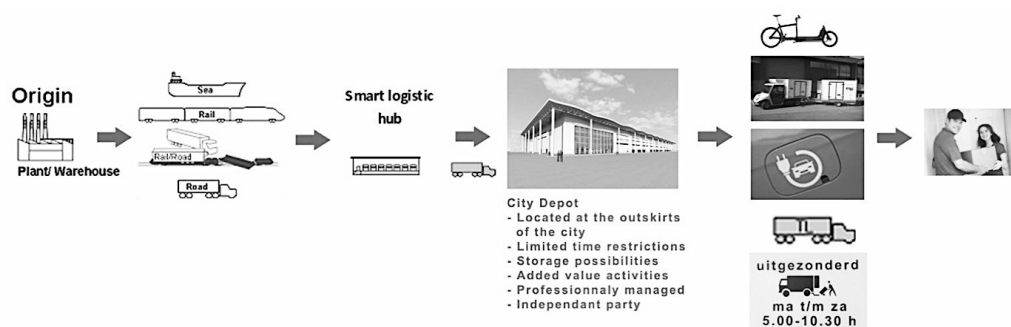 Origin
Plant/ Warehouse
Sea
Rail
Rail/Road
Road
Smart logistic
hub
City Depot
- Located at the outskirts
of the city
- Limited time restrictions
- Storage possibilities
- Added value activities
- Professionnaly managed
- Independant party
uitgezonderd
ma t/m za
5.00-10.30 h